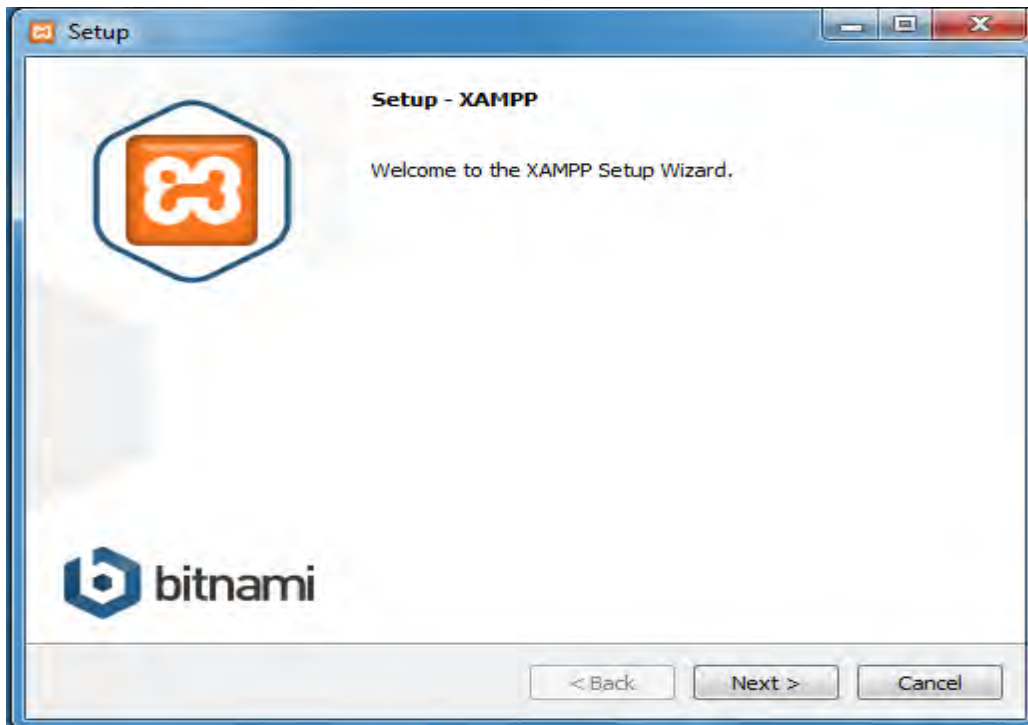 Setup
Setup - XAMPP
Welcome to the XAMPP Setup Wizard.
bitnami
< Back
Next >
Cancel